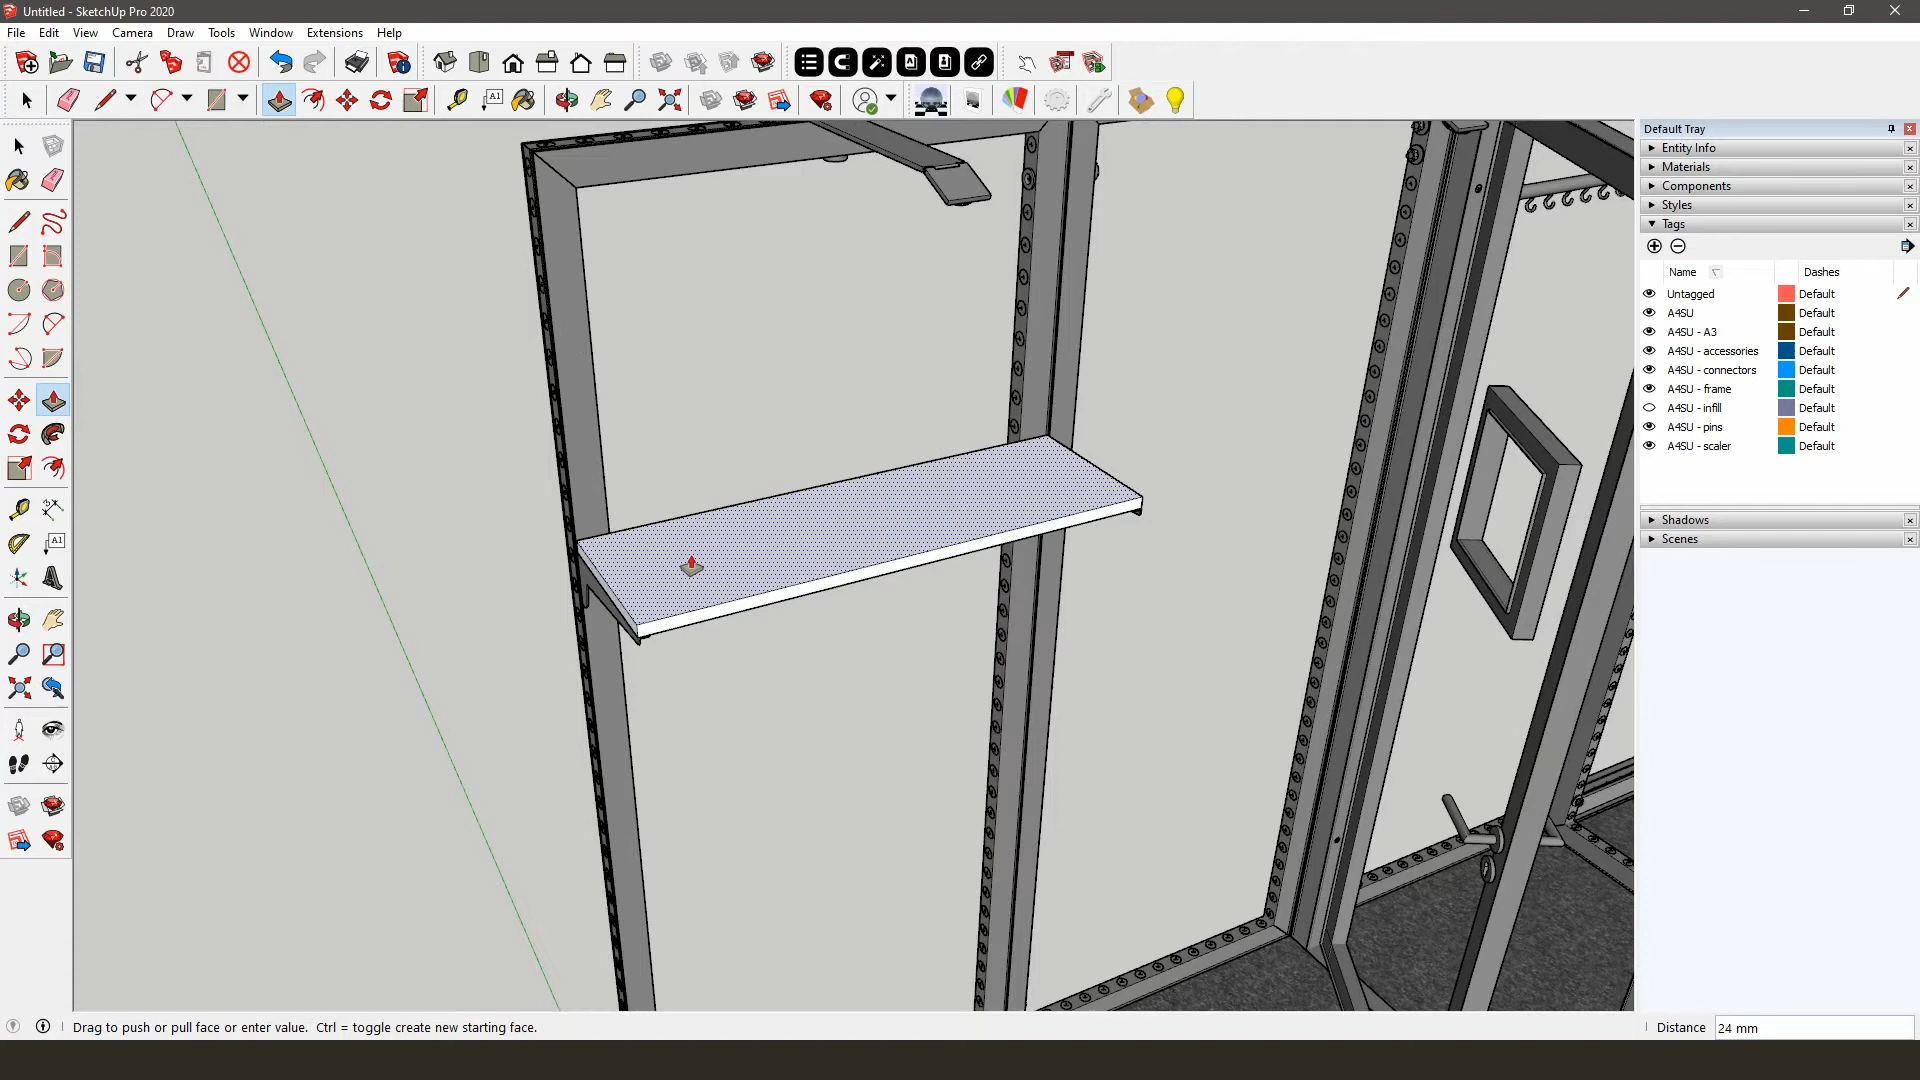 Untitled - SketchUp Pro 2020
File Edit View Camera Draw Tools Window Extensions Help
A1
Default Tray
Entity Info
Materials
Components
Styles
Tags
Name Dashes
Untagged Default
A4SU Default
A4SU - A3 Default
A4SU - accessories Default
A4SU - connectors Default
A4SU - frame Default
A4SU - infill Default
A4SU - pins Default
A4SU - scaler Default
Shadows
Scenes
A1
Drag to push or pull face or enter value. Ctrl = toggle create new starting face.
Distance 24 mm